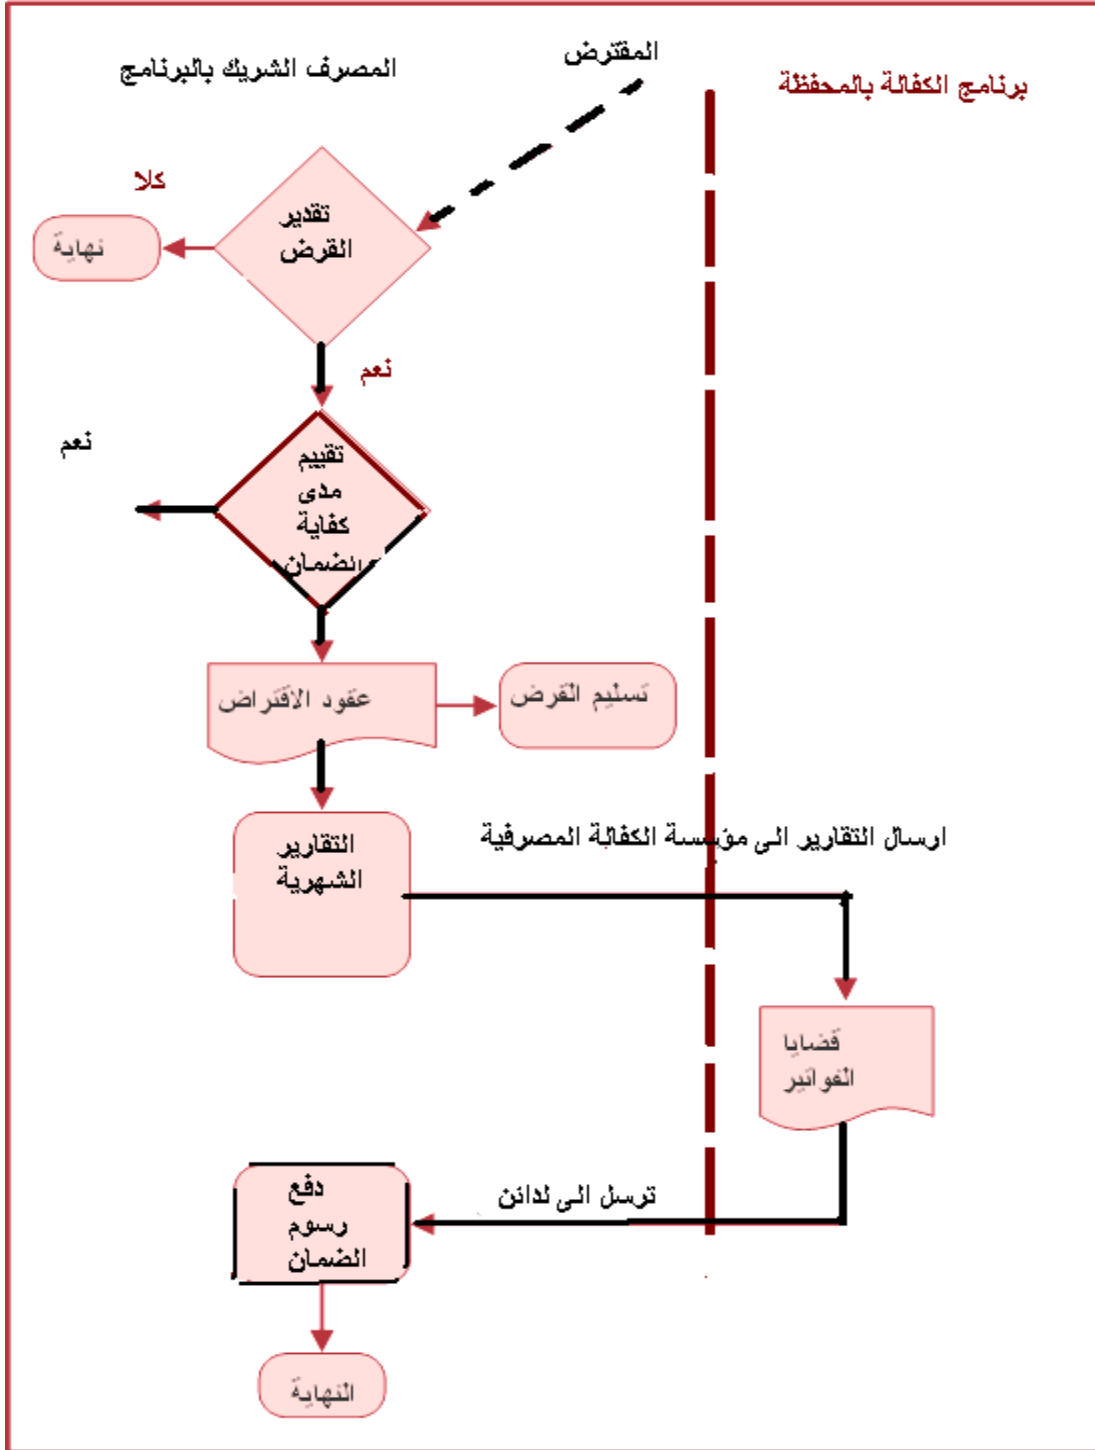 المقترض
المصرف الشريك بالبرنامج
برنامج الكفالة بالمحفظة
كلا
تقدير
القرض
نهاية
نعم
نعم
تقييم
مدى
كفاية
الضمان
عقود الاقتراض
تسليم القرض
ارسال التقارير الى مؤسسة الكفالة المصرفية
التقارير
الشهرية
قضايا
الفواتير
ترسل الى لدائن
دفع
رسوم
الضمان
النهاية